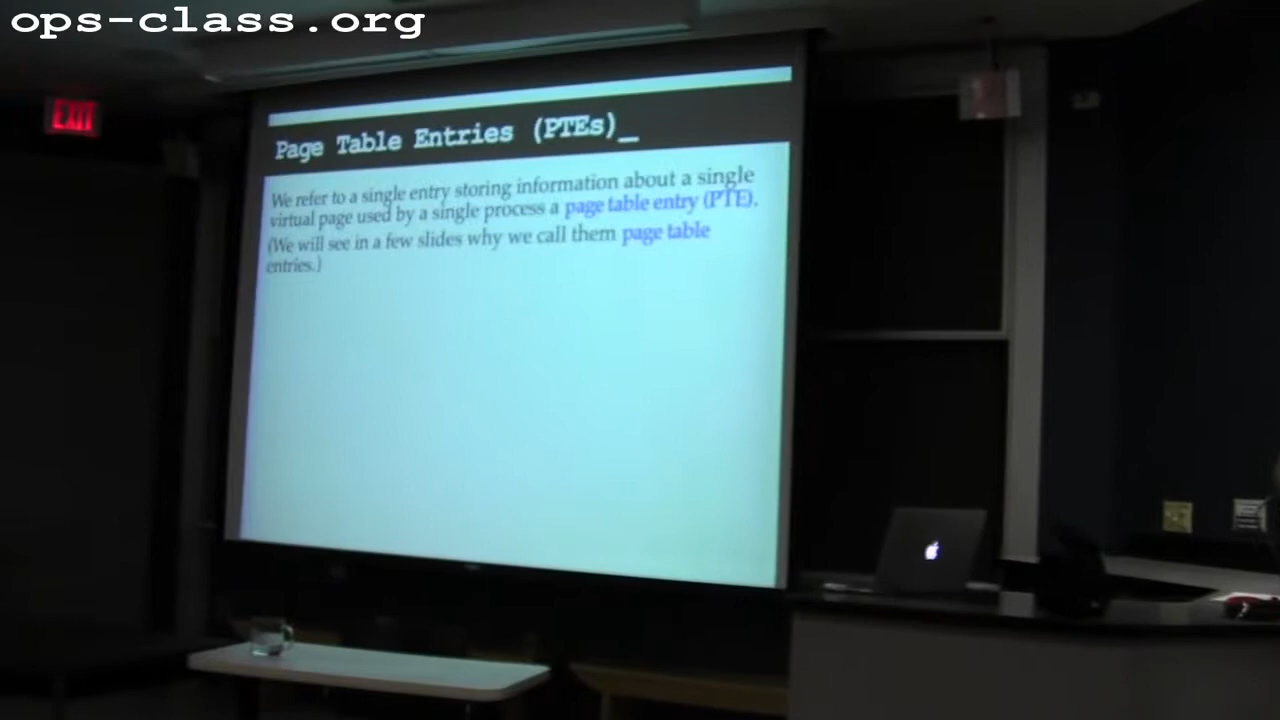 ops-class.org
EXIT
Page Table Entries (PTEs)_
We refer to a single entry storing information about a single
virtual page used by a single process a page table entry (PTE).
(We will see in a few slides why we call them page table
entries.)